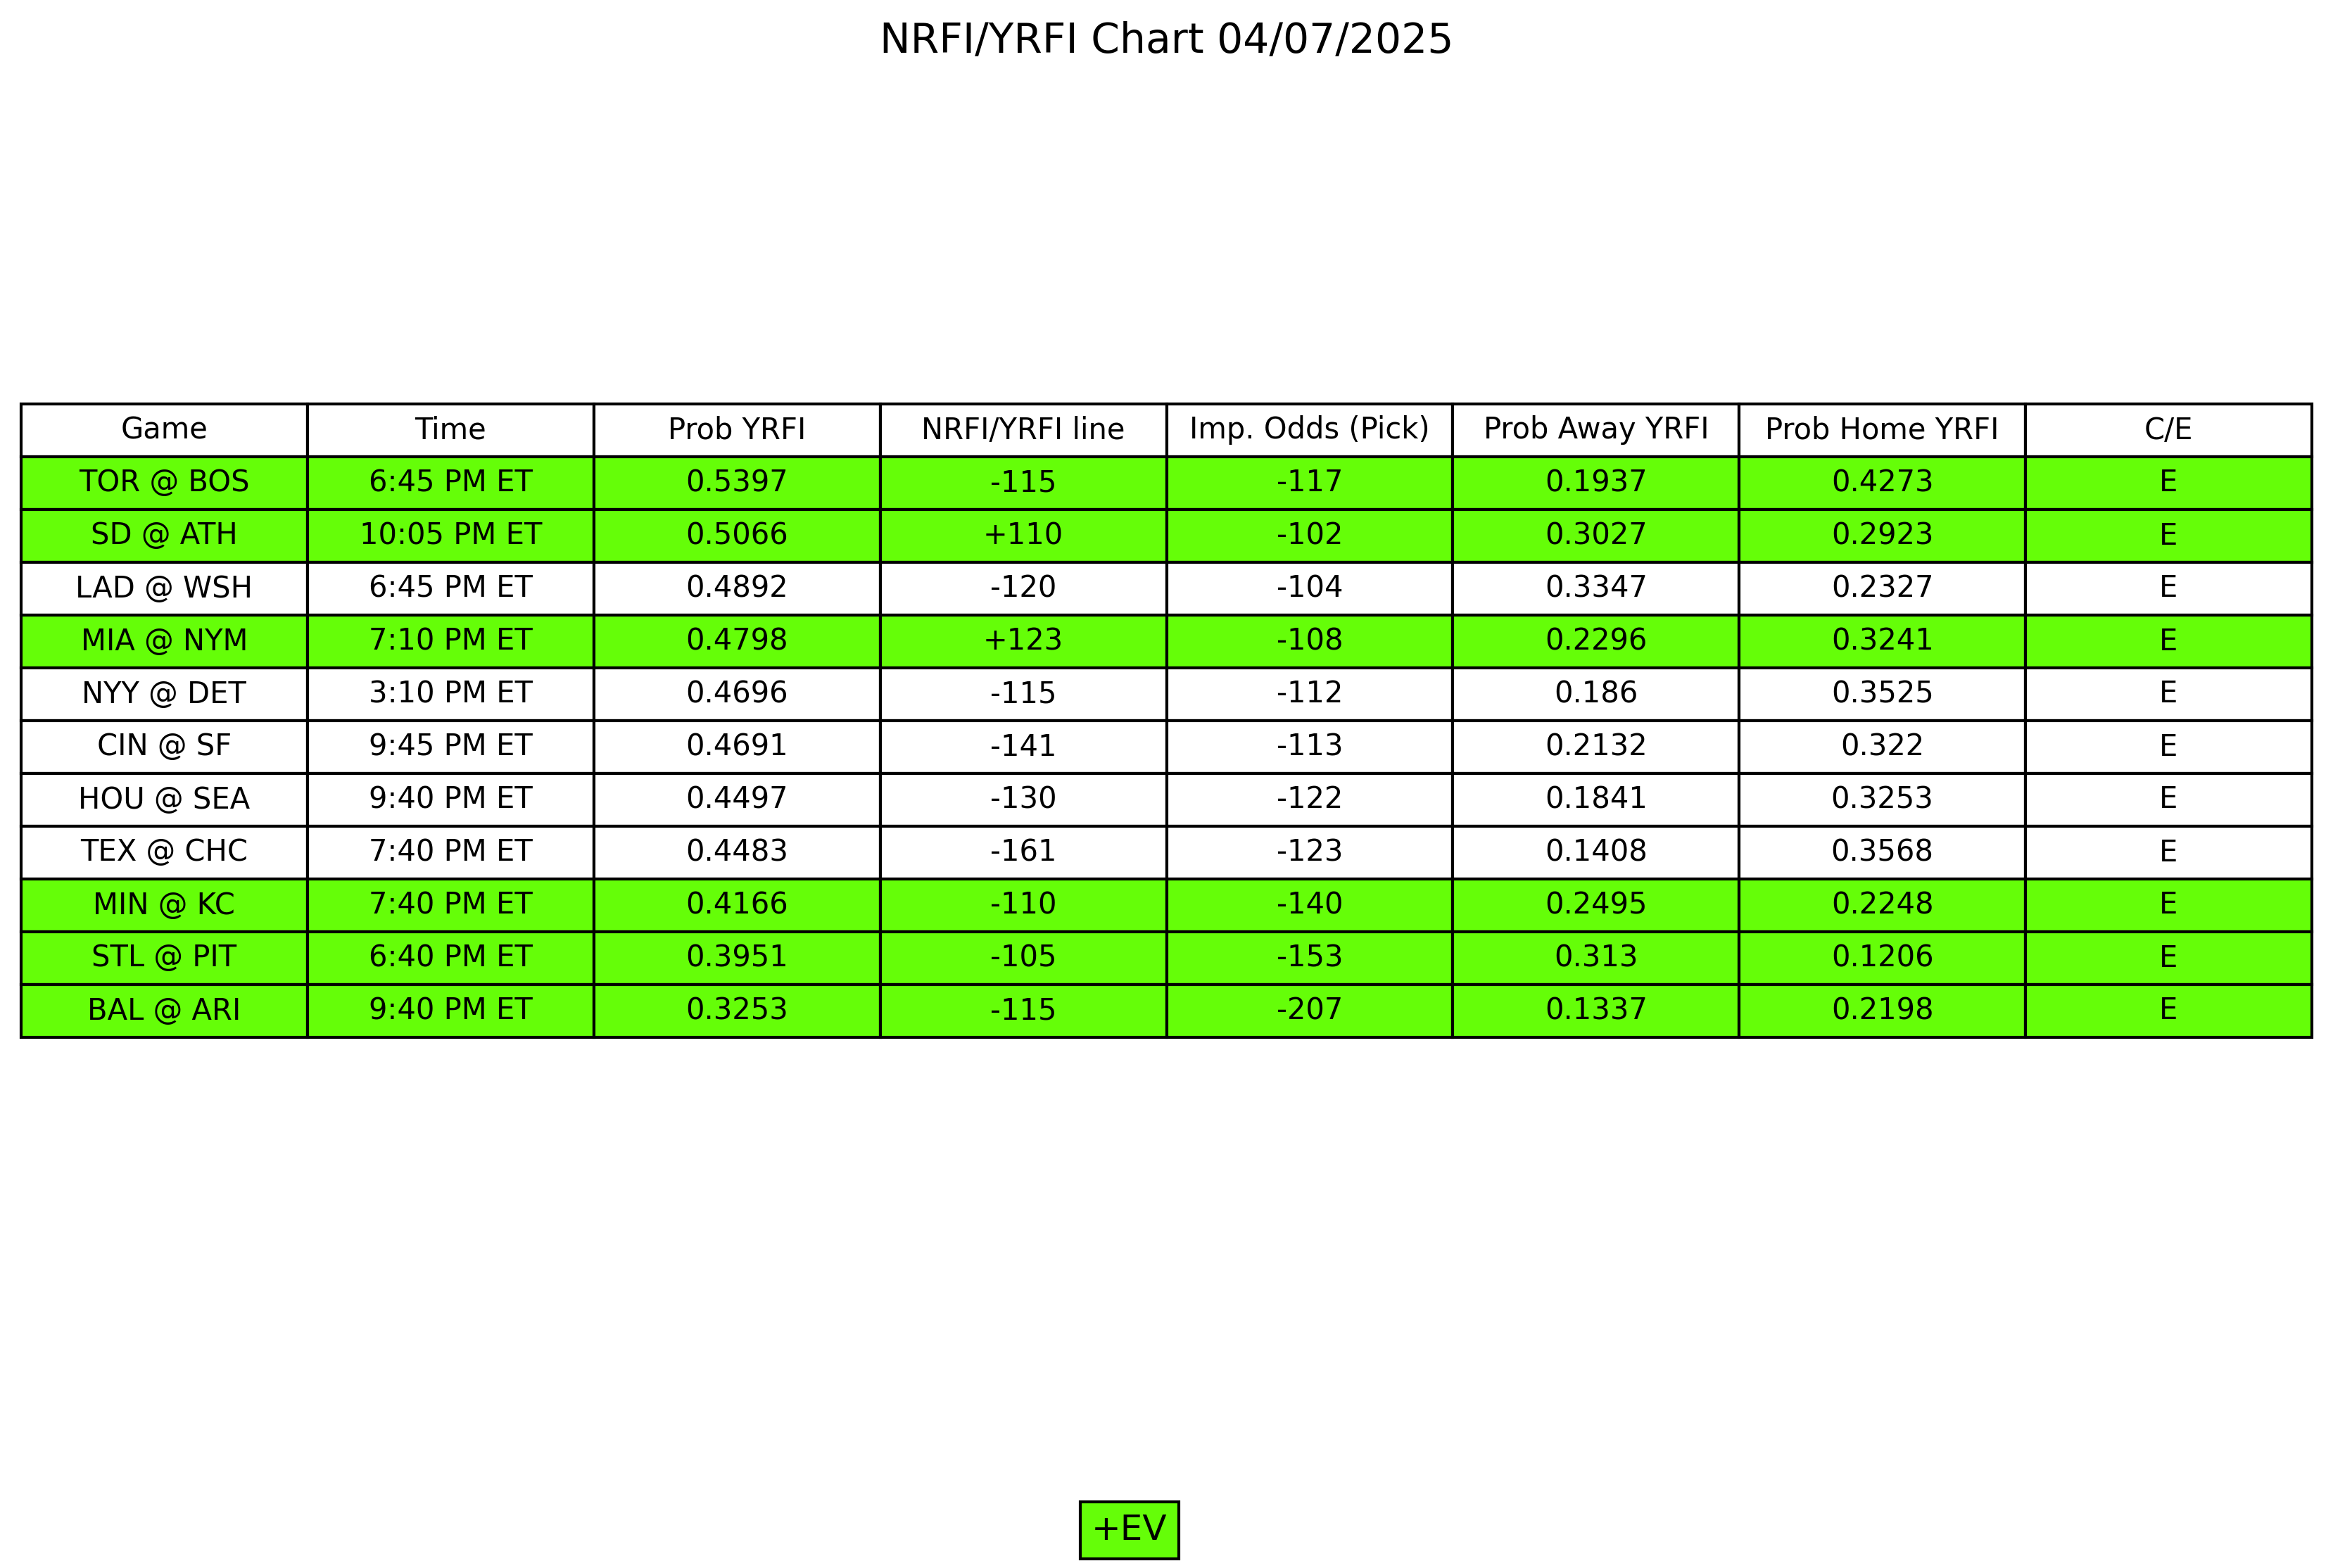 NRFI/YRFI Chart 04/07/2025
Game Time Prob YRFI NRFI/YRFI line Imp. Odds (Pick) Prob Away YRFI Prob Home YRFI C/E
TOR @ BOS 6:45 PM ET 0.5397 -115 -117 0.1937 0.4273 E
SD @ ATH 10:05 PM ET 0.5066 +110 -102 0.3027 0.2923 E
LAD @ WSH 6:45 PM ET 0.4892 -120 -104 0.3347 0.2327 E
MIA @ NYM 7:10 PM ET 0.4798 +123 -108 0.2296 0.3241 E
NYY @ DET 3:10 PM ET 0.4696 -115 -112 0.186 0.3525 E
CIN @ SF 9:45 PM ET 0.4691 -141 -113 0.2132 0.322 E
HOU @ SEA 9:40 PM ET 0.4497 -130 -122 0.1841 0.3253 E
TEX @ CHC 7:40 PM ET 0.4483 -161 -123 0.1408 0.3568 E
MIN @ KC 7:40 PM ET 0.4166 -110 -140 0.2495 0.2248 E
STL @ PIT 6:40 PM ET 0.3951 -105 -153 0.313 0.1206 E
BAL @ ARI 9:40 PM ET 0.3253 -115 -207 0.1337 0.2198 E
+EV